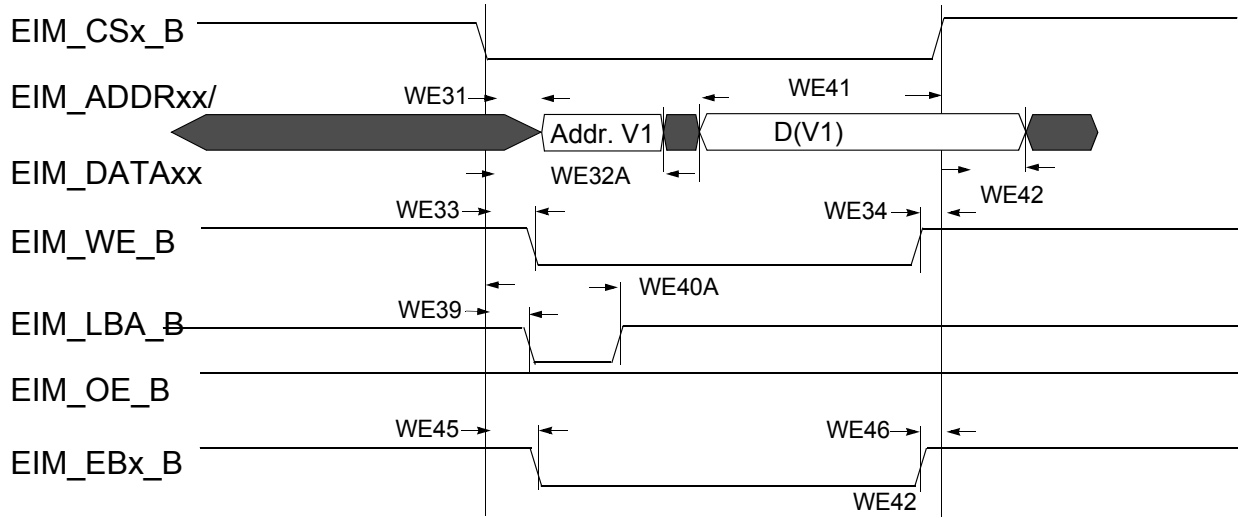 EIM_CSx_B
EIM_ADDRxx/
WE31
WE41
Addr. V1
D(V1)
EIM_DATAxx
WE32A
WE42
WE33
WE34
EIM_WE_B
WE40A
WE39
EIM_LBA_B
EIM_OE_B
WE45
WE46
EIM_EBx_B
WE42